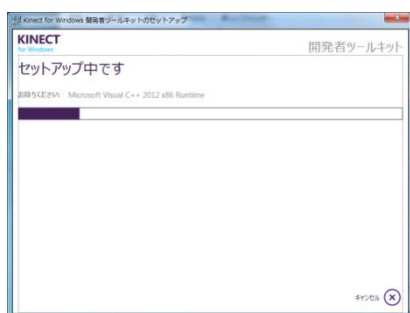 Kinect for Windows 開発者ツールキットのセットアップ
KINECT
for Windows
開発者ツールキット
セットアップ中です
お待ちください: Microsoft Visual C++ 2012 x86 Runtime
キャンセル